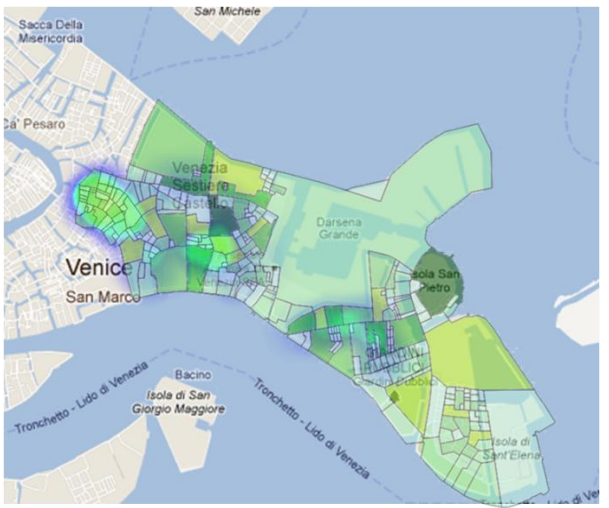 San Michele
Sacca Della
Misericordia
Ca' Pesaro
Venezia
Sestiere
Castello
Darsena
Grande
Isola San
Pietro
Venice
San Marco
Giardini Pubblici
Bacino
Isola di San
Giorgio Maggiore
Tronchetto - Lido di Venezia
Tronchetto - Lido di Venezia
Isola di
Sant'Elena